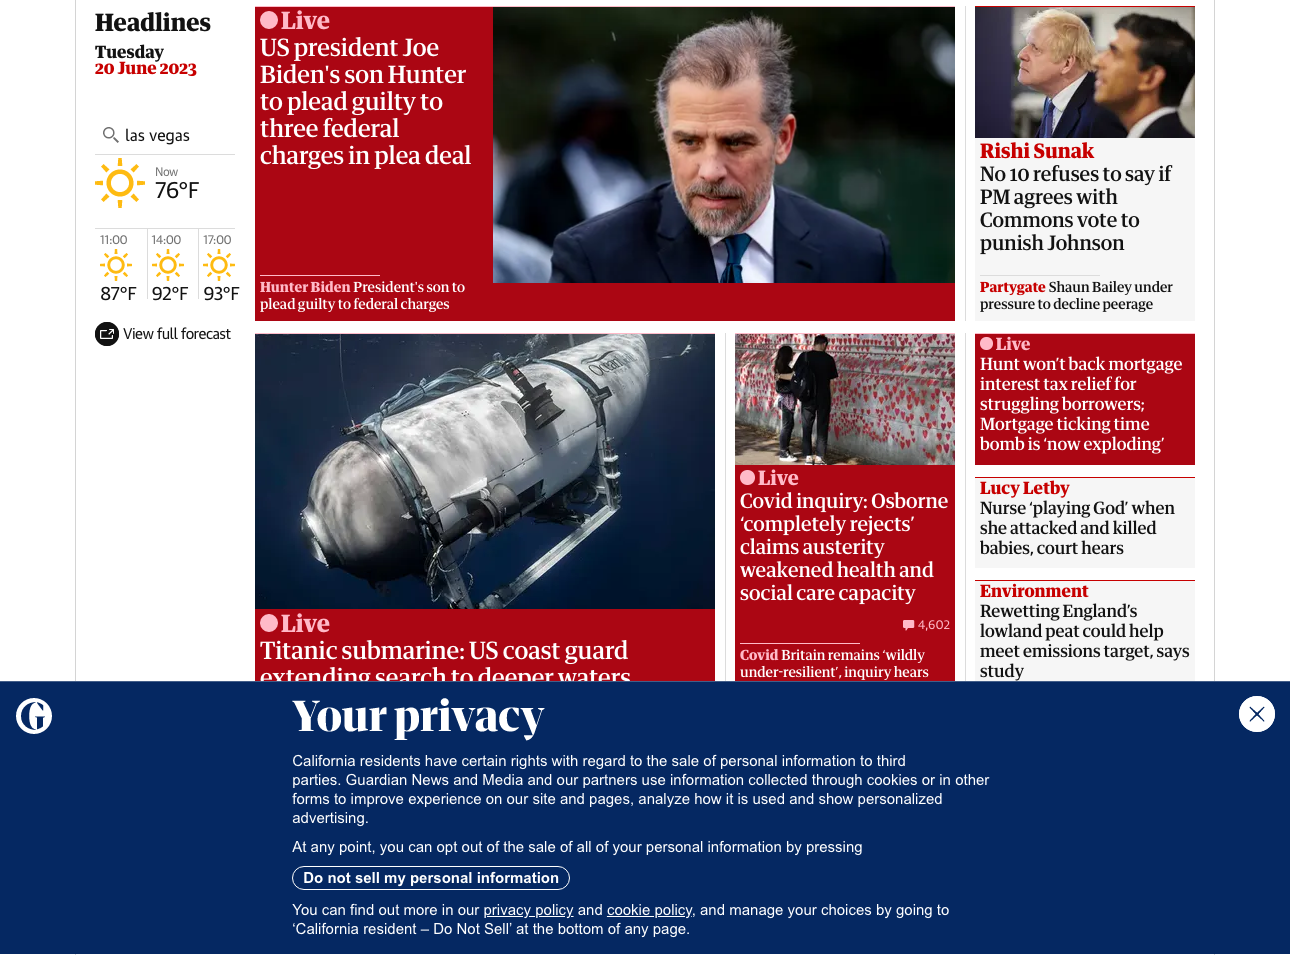 Headlines
Tuesday
20 June 2023
las vegas
Now
76°F
11:00
14:00
17:00
87°F
92°F
93°F
View full forecast
Live
US president Joe
Biden's son Hunter
to plead guilty to
three federal
charges in plea deal
Hunter Biden President's son to
plead guilty to federal charges
Rishi Sunak
No 10 refuses to say if
PM agrees with
Commons vote to
punish Johnson
Partygate Shaun Bailey under
pressure to decline peerage
Live
Titanic submarine: US coast guard
extending search to deeper waters
Live
Covid inquiry: Osborne
‘completely rejects’
claims austerity
weakened health and
social care capacity
4,602
Covid Britain remains ‘wildly
under-resilient’, inquiry hears
Live
Hunt won’t back mortgage
interest tax relief for
struggling borrowers;
Mortgage ticking time
bomb is ‘now exploding’
Lucy Letby
Nurse ‘playing God’ when
she attacked and killed
babies, court hears
Environment
Rewetting England’s
lowland peat could help
meet emissions target, says
study
Your privacy
California residents have certain rights with regard to the sale of personal information to third
parties. Guardian News and Media and our partners use information collected through cookies or in other
forms to improve experience on our site and pages, analyze how it is used and show personalized
advertising.
At any point, you can opt out of the sale of all of your personal information by pressing
Do not sell my personal information
You can find out more in our privacy policy and cookie policy, and manage your choices by going to
‘California resident – Do Not Sell’ at the bottom of any page.